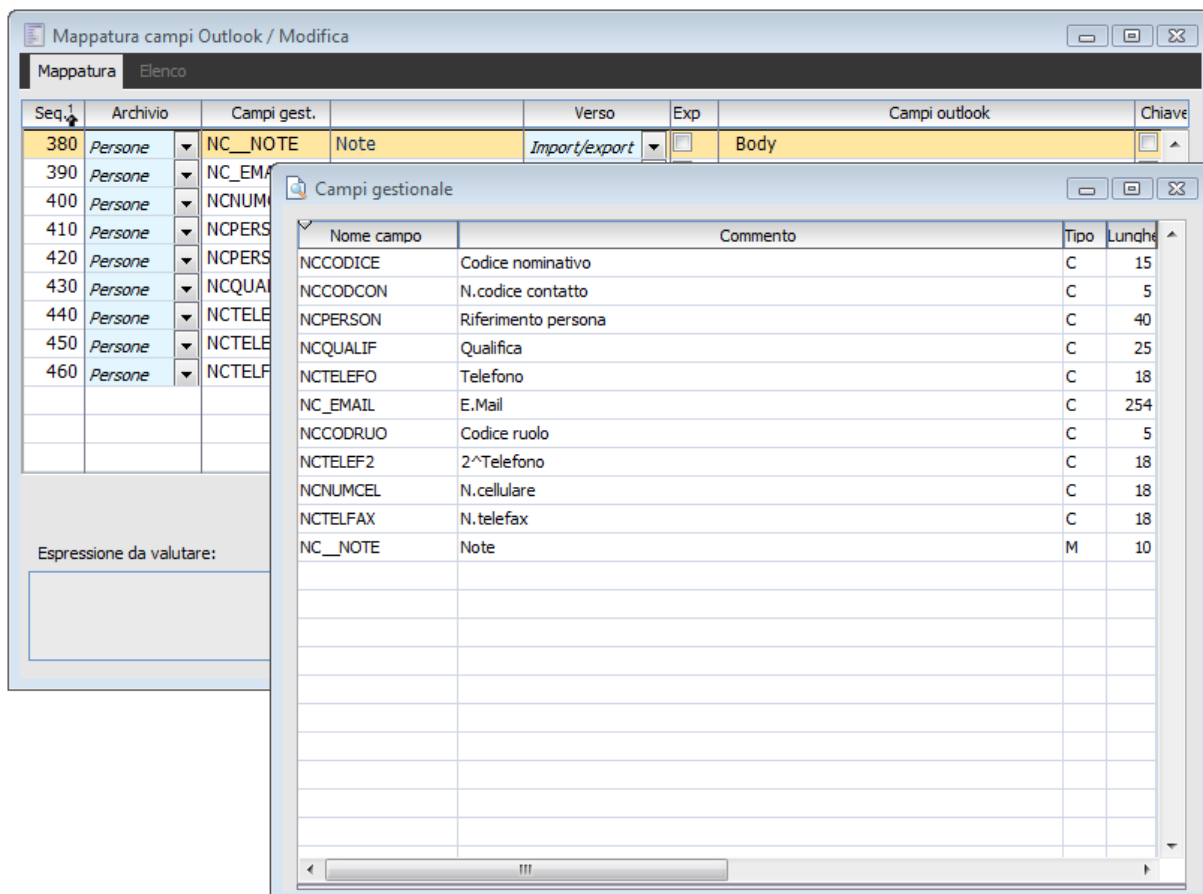 Mappatura campi Outlook / Modifica
Mappatura Elenco
Seq. 1 Archivio Campi gest. Verso Exp Campi outlook Chiave
380 Persone NC__NOTE Note Import/export Body
390 Persone NC_EMA
400 Persone NCNUM
410 Persone NCPERS
420 Persone NCPERS
430 Persone NCQUAL
440 Persone NCTELE
450 Persone NCTELE
460 Persone NCTELF
Espressione da valutare:
Campi gestionale
Nome campo Commento Tipo Lunghe
NCCODICE Codice nominativo C 15
NCCODCON N.codice contatto C 5
NCPERSON Riferimento persona C 40
NCQUALIF Qualifica C 25
NCTELEFO Telefono C 18
NC_EMAIL E.Mail C 254
NCCODRUO Codice ruolo C 5
NCTELEF2 2^Telefono C 18
NCNUMCEL N.cellulare C 18
NCTELFAX N.telefax C 18
NC__NOTE Note M 10